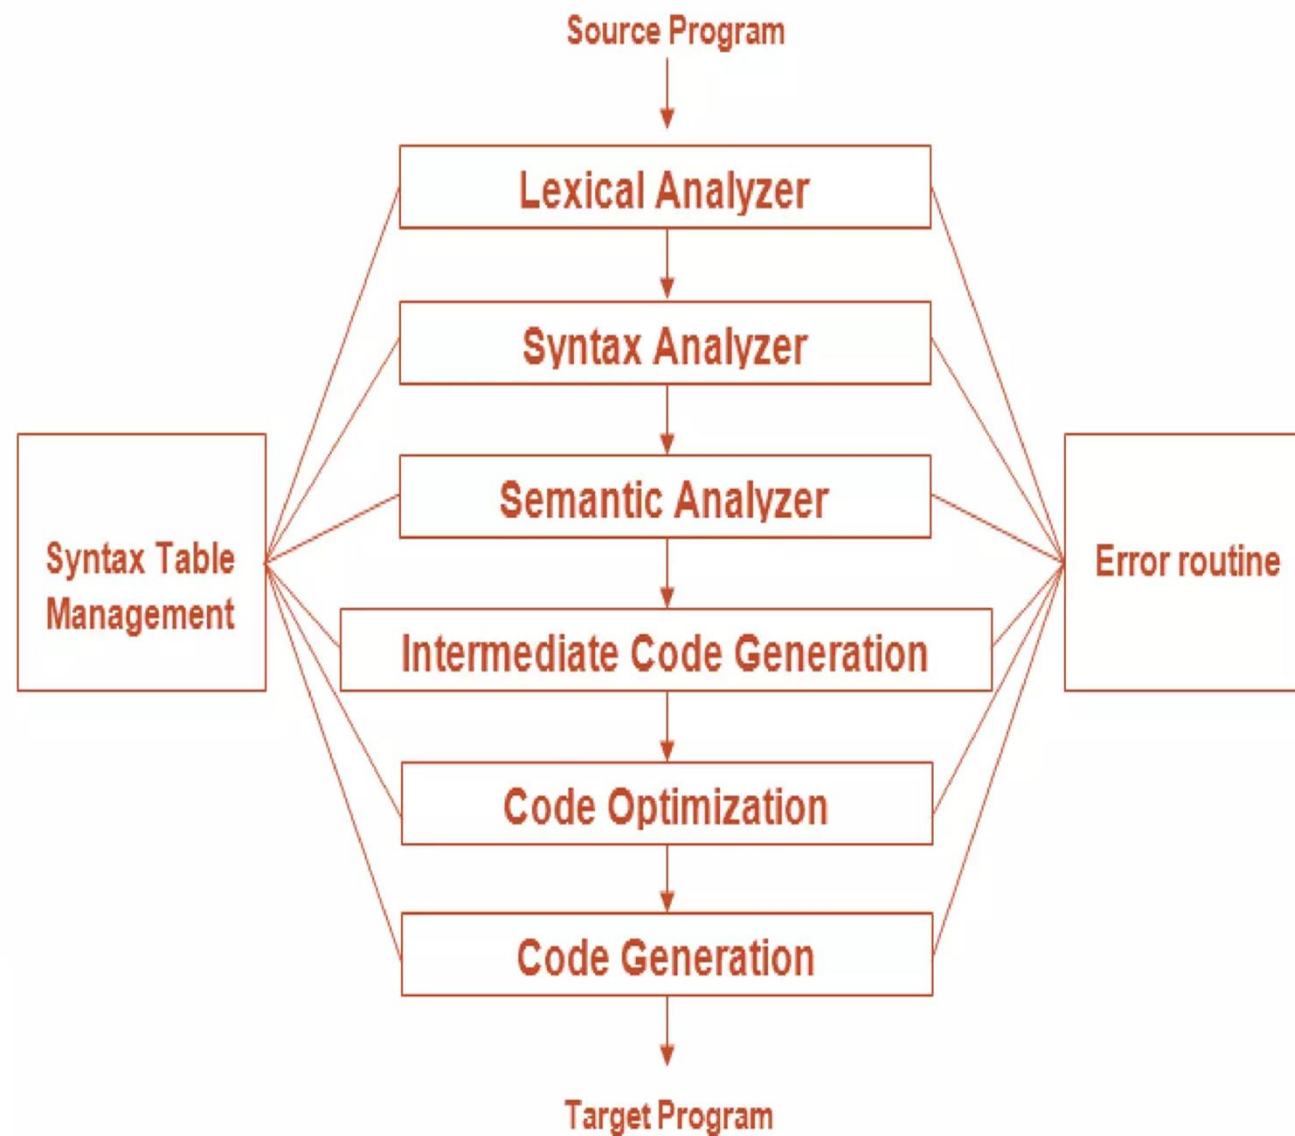 Source Program
Lexical Analyzer
Syntax Analyzer
Semantic Analyzer
Syntax Table
Management
Error routine
Intermediate Code Generation
Code Optimization
Code Generation
Target Program